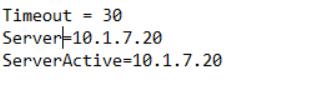 Timeout = 30
Server=10.1.7.20
ServerActive=10.1.7.20